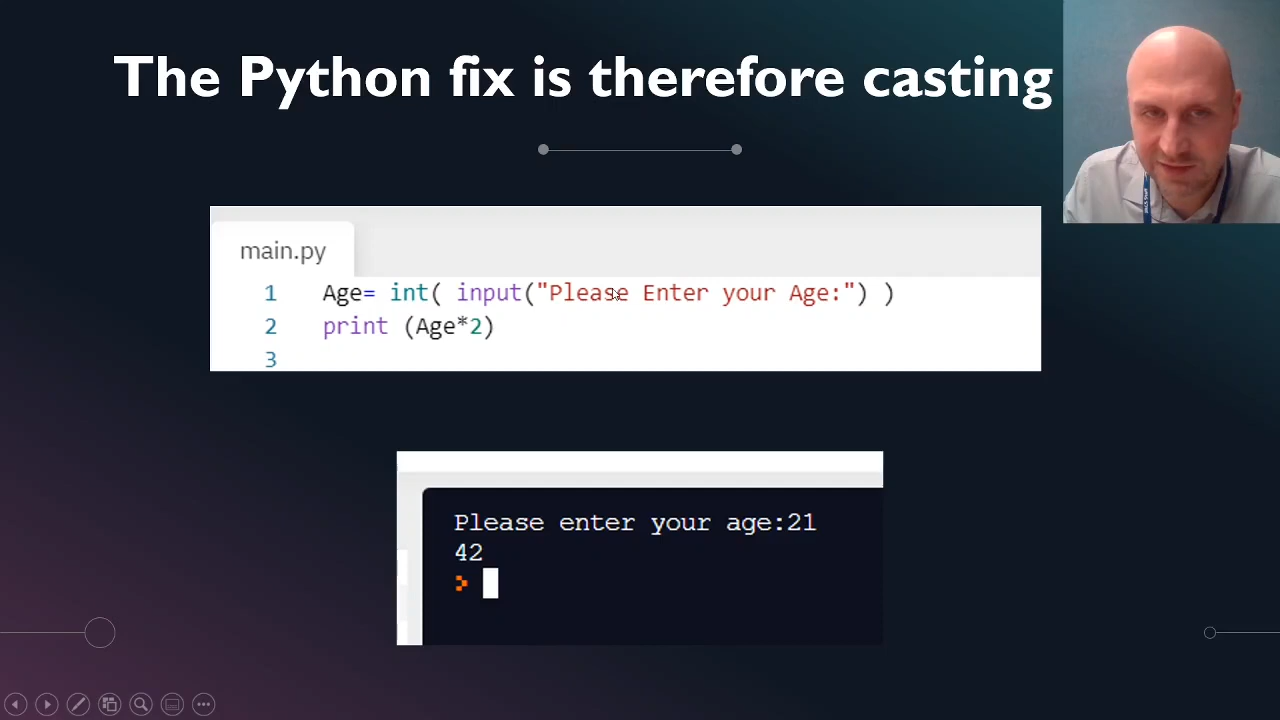 The Python fix is therefore casting
main.py
1 Age= int( input("Please Enter your Age:") )
2 print (Age*2)
3
Please enter your age:21
42
>